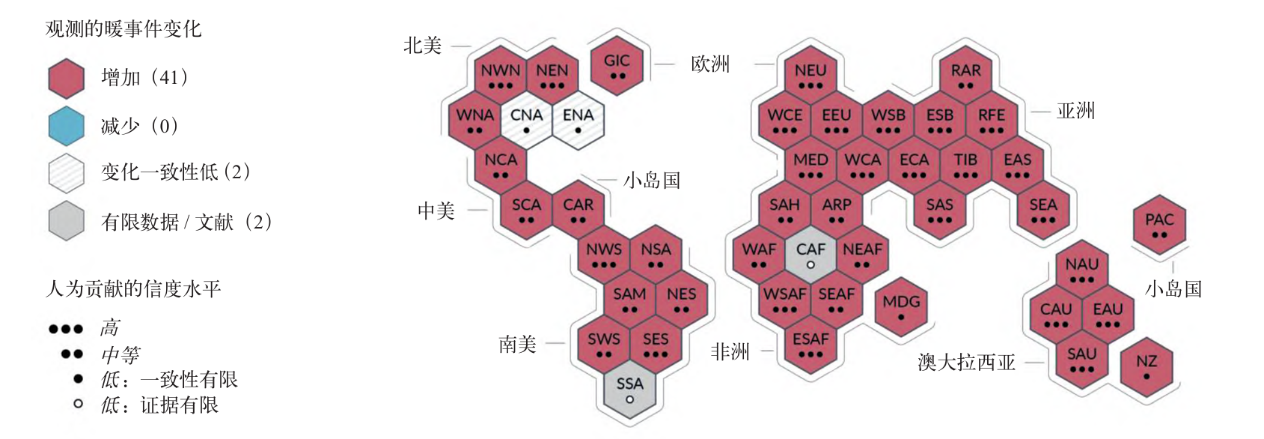 观测的暖事件变化
增加（41）
减少（0）
变化一致性低（2）
有限数据 / 文献（2）
人为贡献的信度水平
●●● 高
●● 中等
● 低：一致性有限
○ 低：证据有限
北美
NWN ●●● NEN ●●● GIC ●●
WNA ●● CNA ● ENA ●
NCA ●●
小岛国
中美
SCA ●● CAR ●●
NWS ●●● NSA ●●
SAM ●● NES ●●
南美
SWS ●● SES ●●●
SSA ○
欧洲
NEU ●●● RAR ●●
亚洲
WCE ●●● EEU ●●● WSB ●●● ESB ●●● RFE ●●●
MED ●●● WCA ●●● ECA ●●● TIB ●●● EAS ●●●
SAH ●● ARP ●●● SAS ●●● SEA ●●●
WAF ●● CAF ○ NEAF ●●
WSAF ●●● SEAF ●● MDG ●
非洲
ESAF ●●●
PAC ●●
小岛国
NAU ●●●
CAU ●●● EAU ●●●
澳大拉西亚
SAU ●●● NZ ●